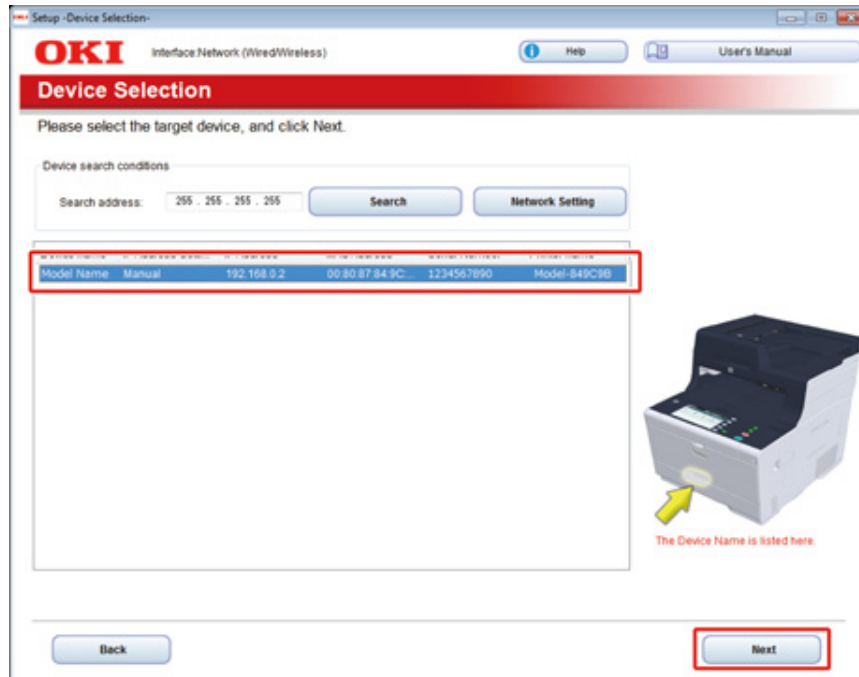 Setup -Device Selection-
OKI Interface:Network (Wired/Wireless) Help User's Manual
Device Selection
Please select the target device, and click Next.
Device search conditions
Search address: 255 . 255 . 255 . 255 Search Network Setting
Model Name Manual 192.168.0.2 00:80:87:84:9C:... 1234567890 Model-849C9B
The Device Name is listed here.
Back Next